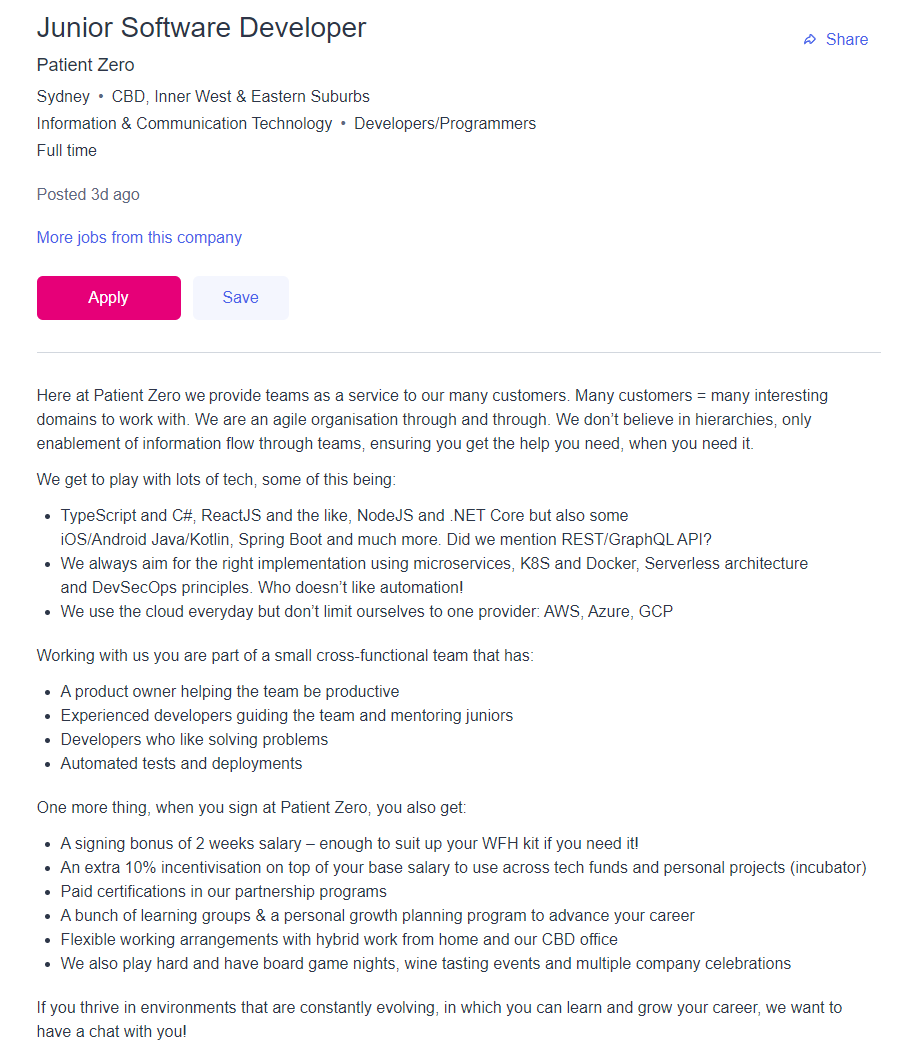 Junior Software Developer
Share
Patient Zero
Sydney • CBD, Inner West & Eastern Suburbs
Information & Communication Technology • Developers/Programmers
Full time
Posted 3d ago
More jobs from this company
Apply
Save
Here at Patient Zero we provide teams as a service to our many customers. Many customers = many interesting
domains to work with. We are an agile organisation through and through. We don’t believe in hierarchies, only
enablement of information flow through teams, ensuring you get the help you need, when you need it.
We get to play with lots of tech, some of this being:
• TypeScript and C#, ReactJS and the like, NodeJS and .NET Core but also some
iOS/Android Java/Kotlin, Spring Boot and much more. Did we mention REST/GraphQL API?
• We always aim for the right implementation using microservices, K8S and Docker, Serverless architecture
and DevSecOps principles. Who doesn’t like automation!
• We use the cloud everyday but don’t limit ourselves to one provider: AWS, Azure, GCP
Working with us you are part of a small cross-functional team that has:
• A product owner helping the team be productive
• Experienced developers guiding the team and mentoring juniors
• Developers who like solving problems
• Automated tests and deployments
One more thing, when you sign at Patient Zero, you also get:
• A signing bonus of 2 weeks salary – enough to suit up your WFH kit if you need it!
• An extra 10% incentivisation on top of your base salary to use across tech funds and personal projects (incubator)
• Paid certifications in our partnership programs
• A bunch of learning groups & a personal growth planning program to advance your career
• Flexible working arrangements with hybrid work from home and our CBD office
• We also play hard and have board game nights, wine tasting events and multiple company celebrations
If you thrive in environments that are constantly evolving, in which you can learn and grow your career, we want to
have a chat with you!